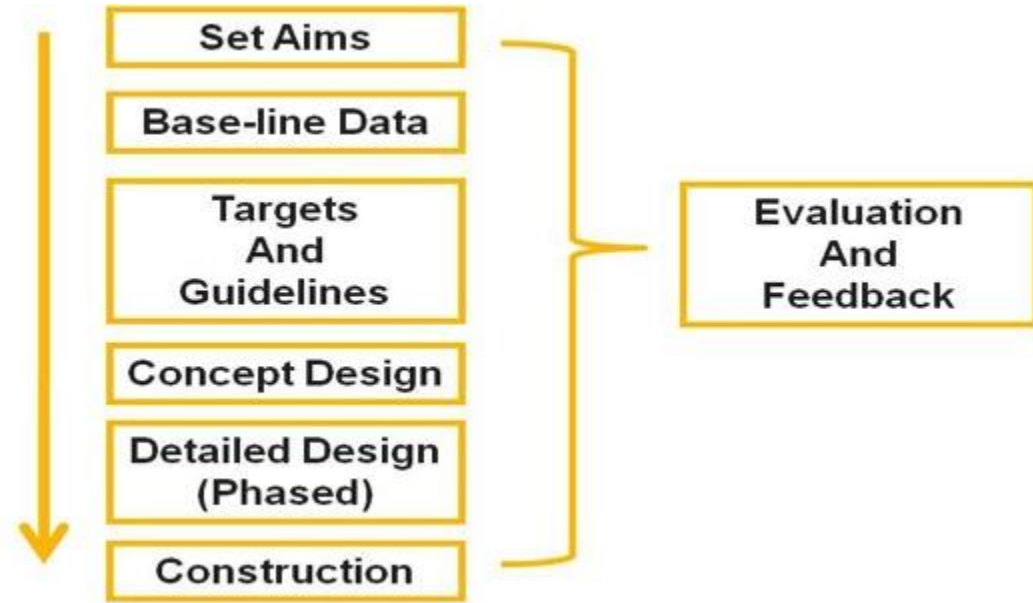 Set Aims
Base-line Data
Targets
And
Guidelines
Concept Design
Detailed Design
(Phased)
Construction
Evaluation
And
Feedback